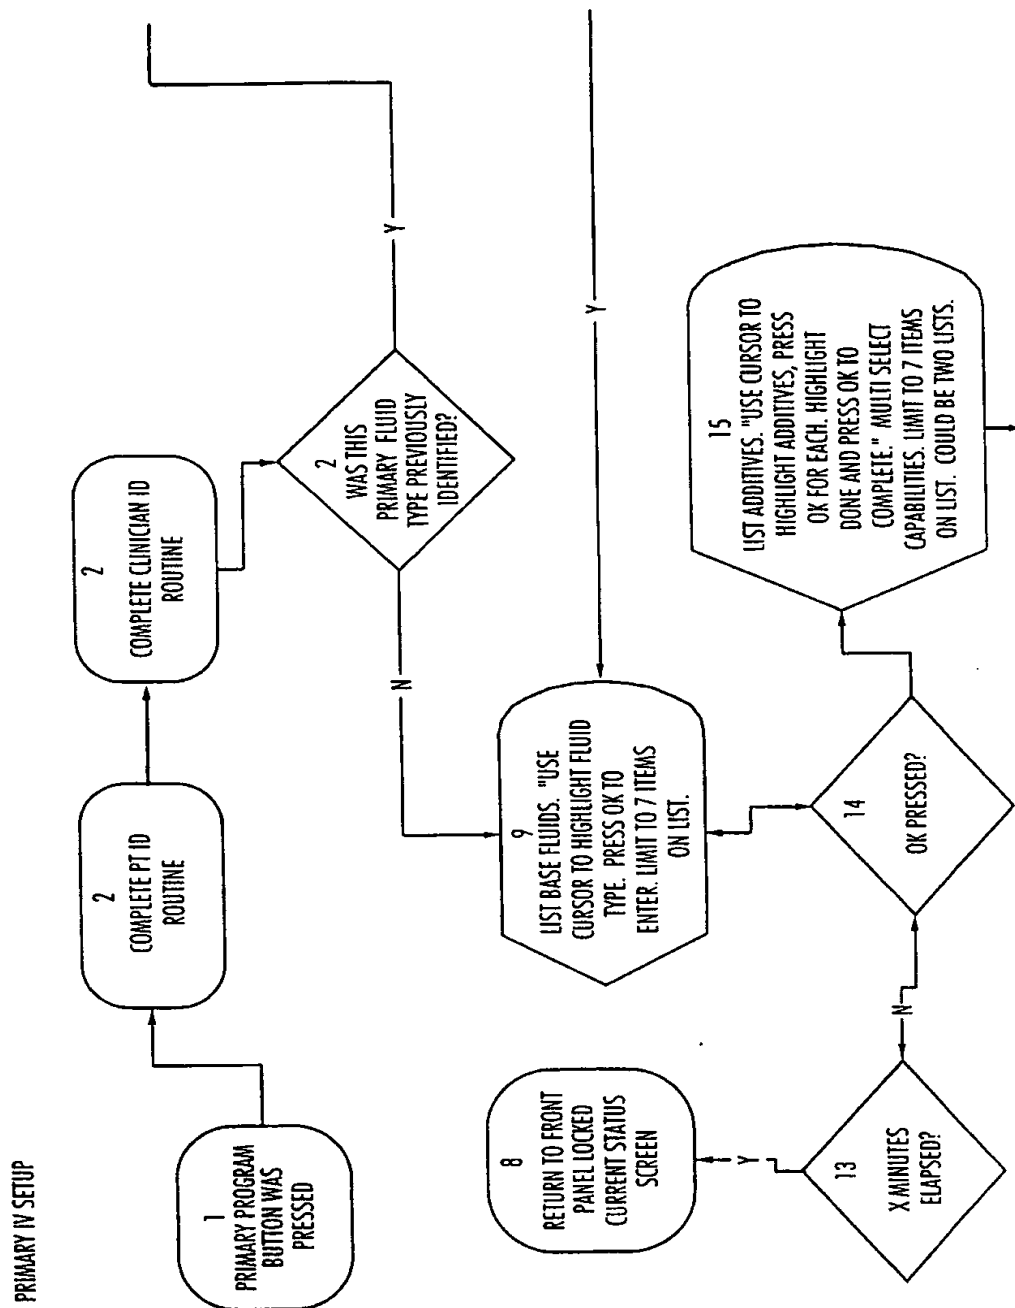 PRIMARY IV SETUP
1
PRIMARY PROGRAM
BUTTON WAS
PRESSED
2
COMPLETE PT ID
ROUTINE
2
COMPLETE CLINICIAN ID
ROUTINE
2
WAS THIS
PRIMARY FLUID
TYPE PREVIOUSLY
IDENTIFIED?
Y
N
Y
9
LIST BASE FLUIDS. "USE
CURSOR TO HIGHLIGHT FLUID
TYPE. PRESS OK TO
ENTER. LIMIT TO 7 ITEMS
ON LIST.
8
RETURN TO FRONT
PANEL LOCKED
CURRENT STATUS
SCREEN
Y
13
X MINUTES
ELAPSED?
N
14
OK PRESSED?
15
LIST ADDITIVES. "USE CURSOR TO
HIGHLIGHT ADDITIVES, PRESS
OK FOR EACH. HIGHLIGHT
DONE AND PRESS OK TO
COMPLETE." MULTI SELECT
CAPABILITIES. LIMIT TO 7 ITEMS
ON LIST. COULD BE TWO LISTS.